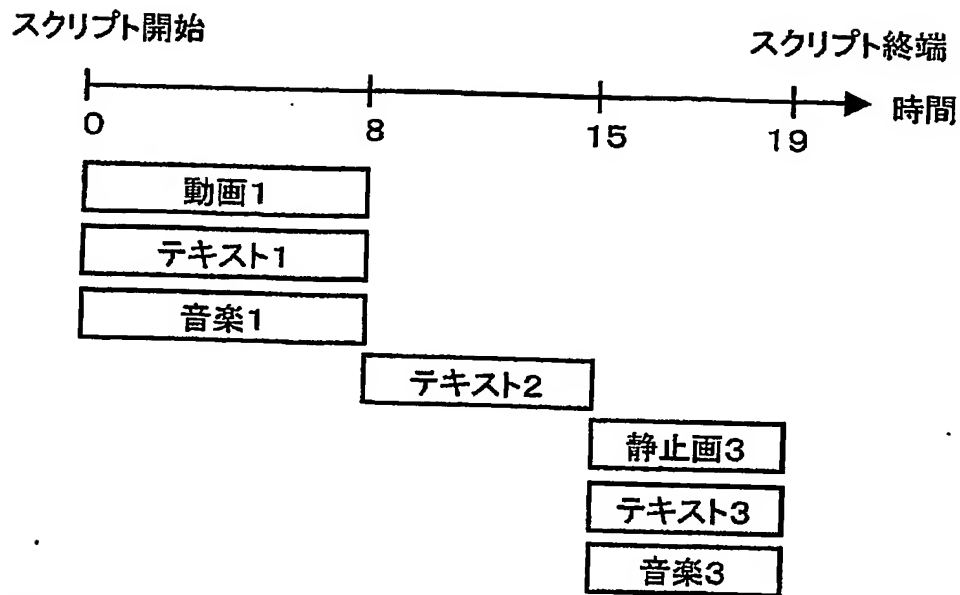 スクリプト開始
スクリプト終端
時間
0
8
15
19
動画1
テキスト1
音楽1
テキスト2
静止画3
テキスト3
音楽3